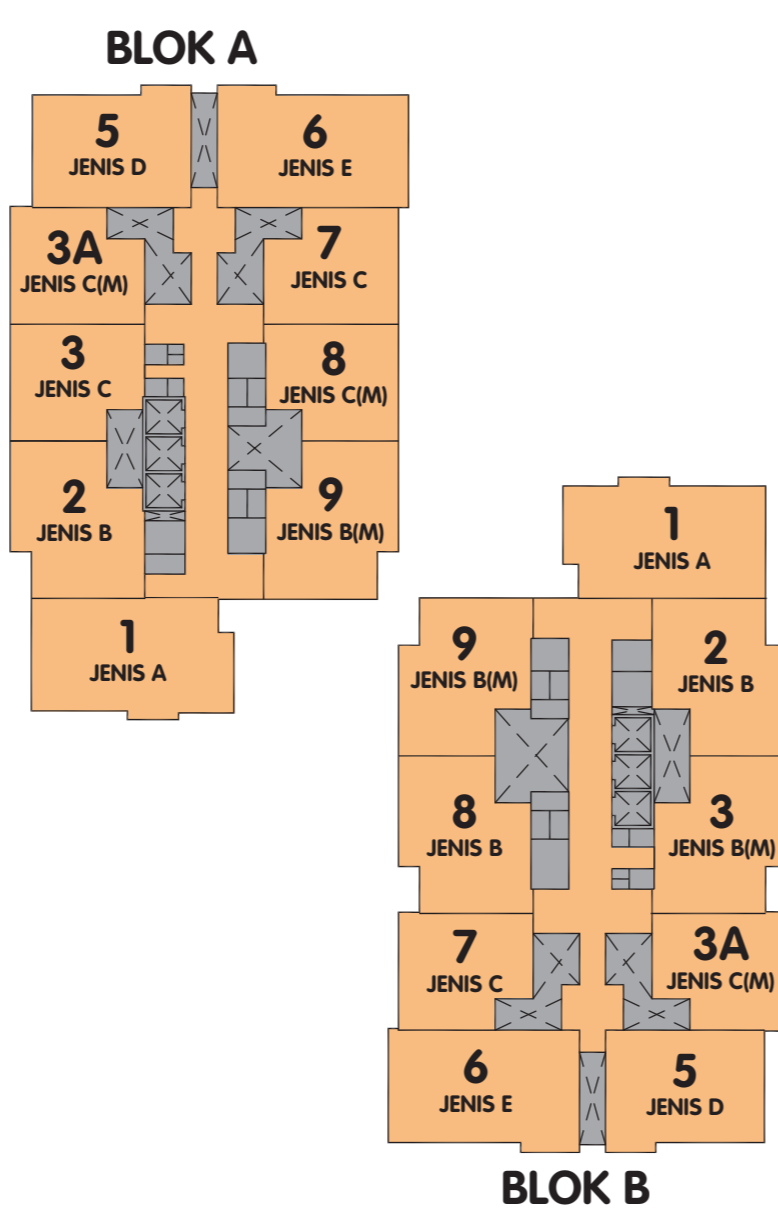 BLOK A
5
JENIS D
6
JENIS E
3A
JENIS C(M)
7
JENIS C
3
JENIS C
8
JENIS C(M)
2
JENIS B
9
JENIS B(M)
1
JENIS A
1
JENIS A
9
JENIS B(M)
2
JENIS B
8
JENIS B
3
JENIS B(M)
7
JENIS C
3A
JENIS C(M)
6
JENIS E
5
JENIS D
BLOK B